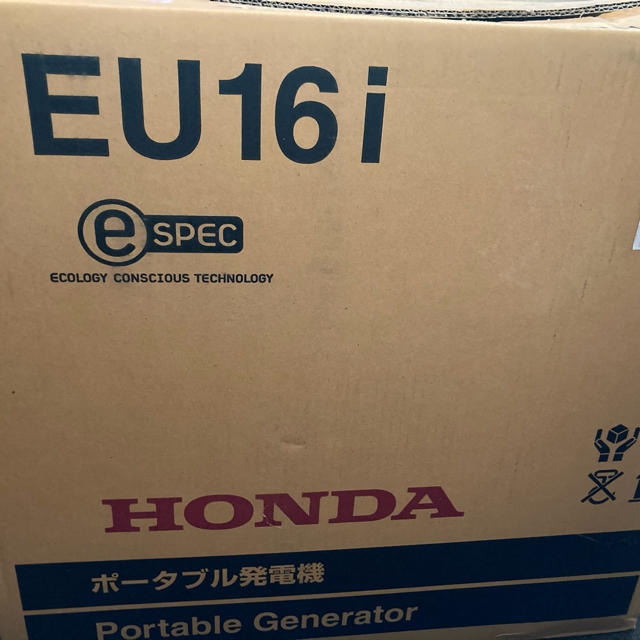 EU16i
e SPEC
ECOLOGY CONSCIOUS TECHNOLOGY
HONDA
ポータブル発電機
Portable Generator